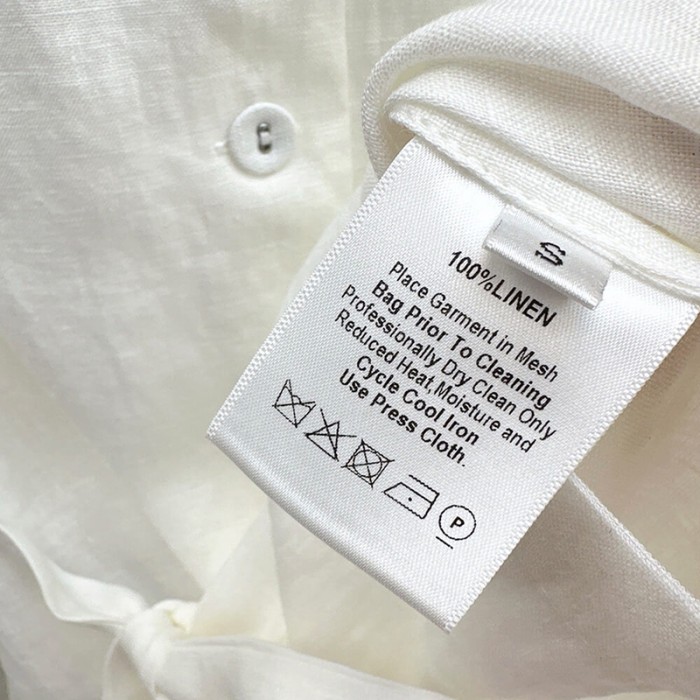 S
100%LINEN
Place Garment in Mesh
Bag Prior To Cleaning
Professionally Dry Clean Only
Reduced Heat,Moisture and
Cycle Cool Iron
Use Press Cloth.
P